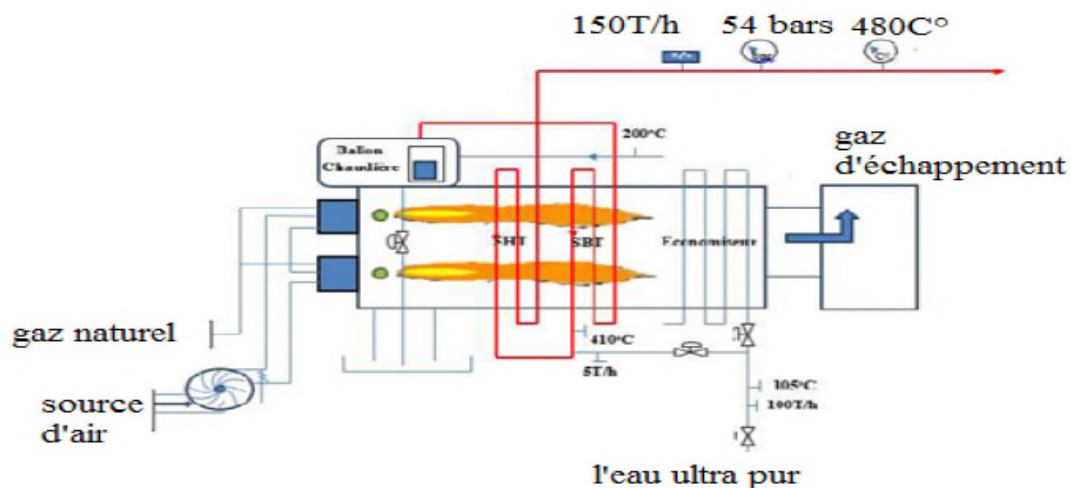 150T/h 54 bars 480C°
200°C
Ballon
Chaudière
gaz
d'échappement
SHT SBT Economiseur
gaz naturel
410°C
5T/h
source
d'air
105°C
100T/h
l'eau ultra pur